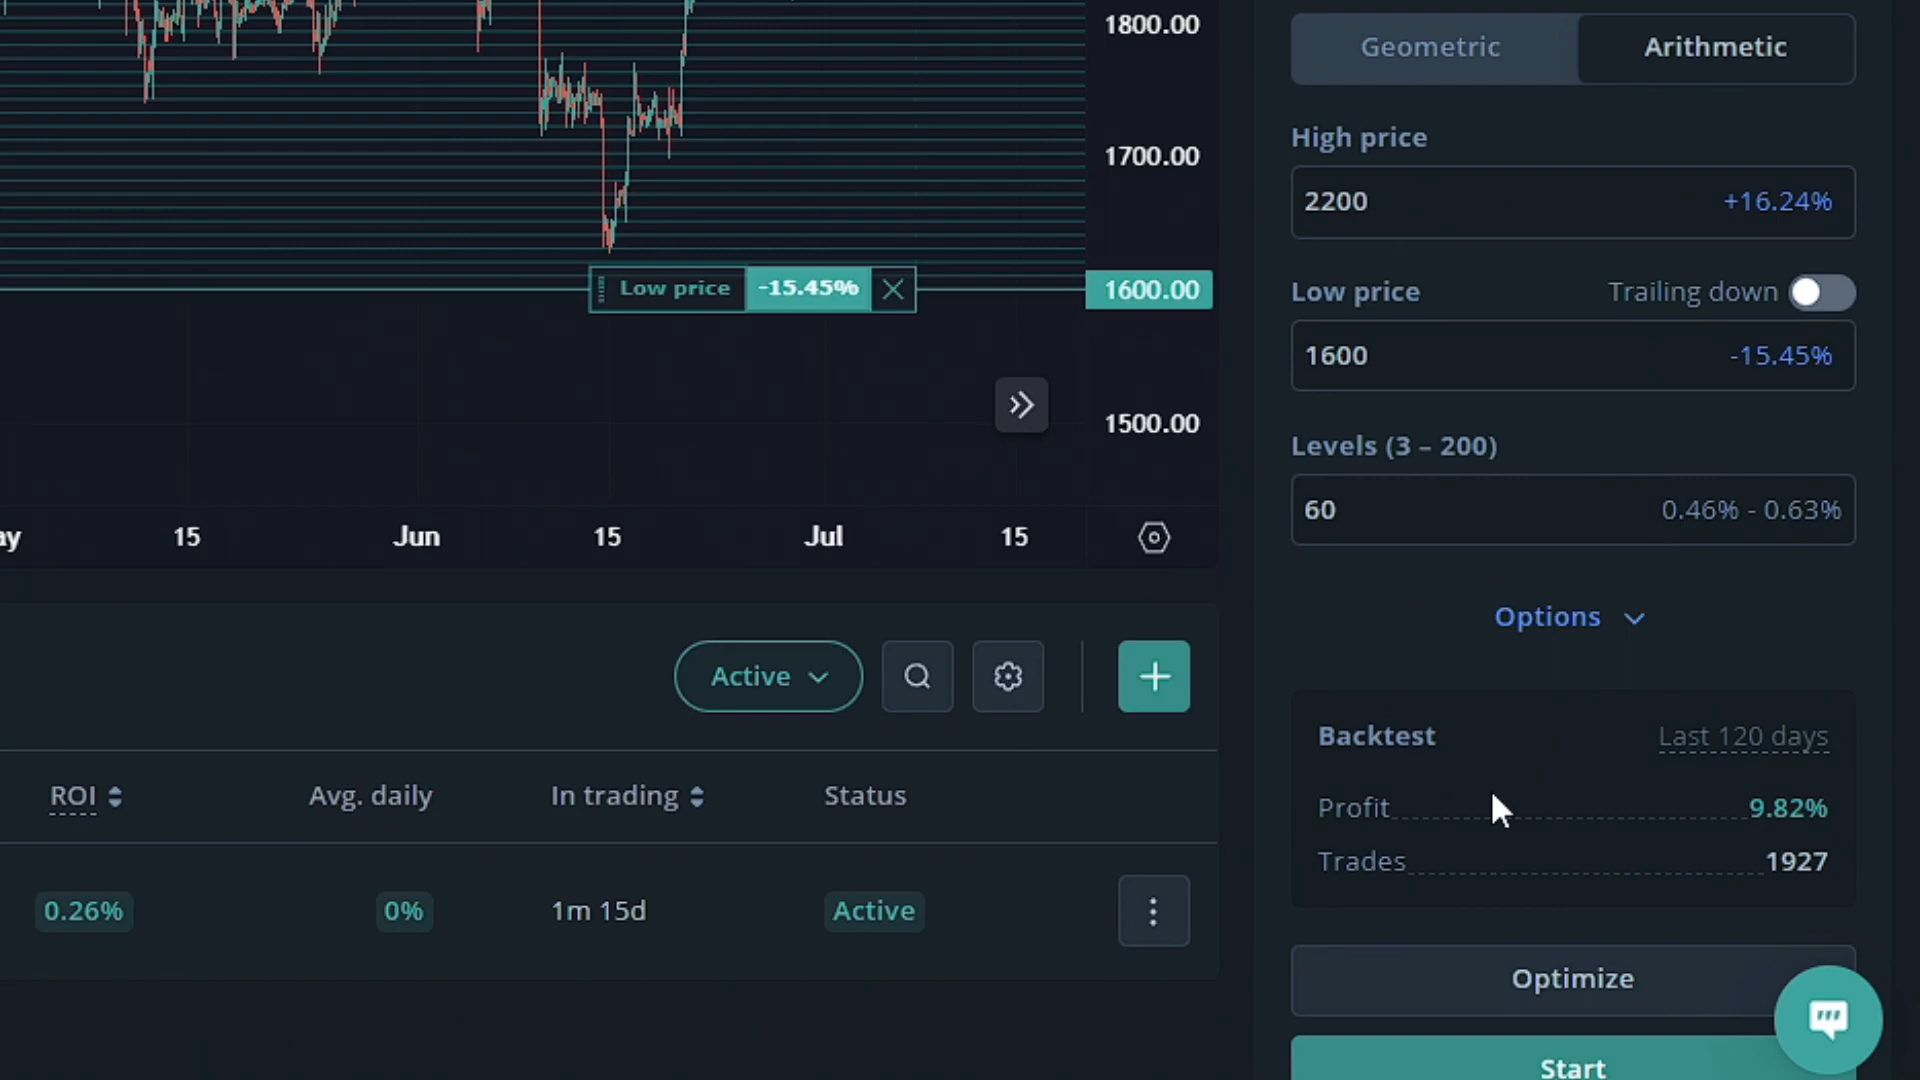 1800.00
1700.00
Low price -15.45%
1600.00
1500.00
ay 15 Jun 15 Jul 15
Active
ROI Avg. daily In trading Status
0.26% 0% 1m 15d Active
Geometric Arithmetic
High price
2200 +16.24%
Low price Trailing down
1600 -15.45%
Levels (3 – 200)
60 0.46% - 0.63%
Options
Backtest Last 120 days
Profit 9.82%
Trades 1927
Optimize
Start